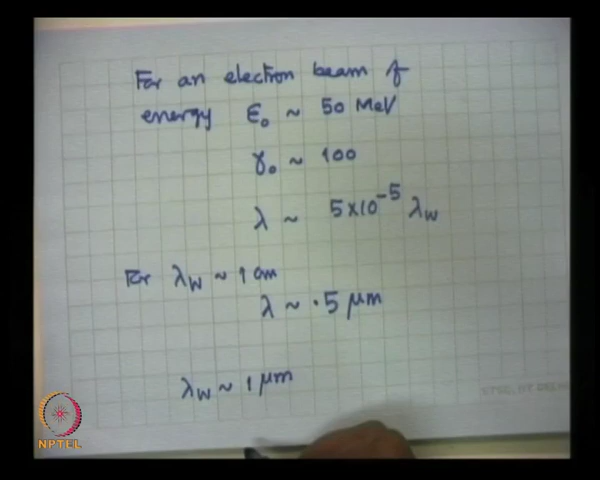 For an electron beam of
energy ε₀ ~ 50 MeV
γ₀ ~ 100
λ ~ 5×10⁻⁵ λw
For λw ~ 1 cm
λ ~ .5 μm
λw ~ 1 μm
NPTEL